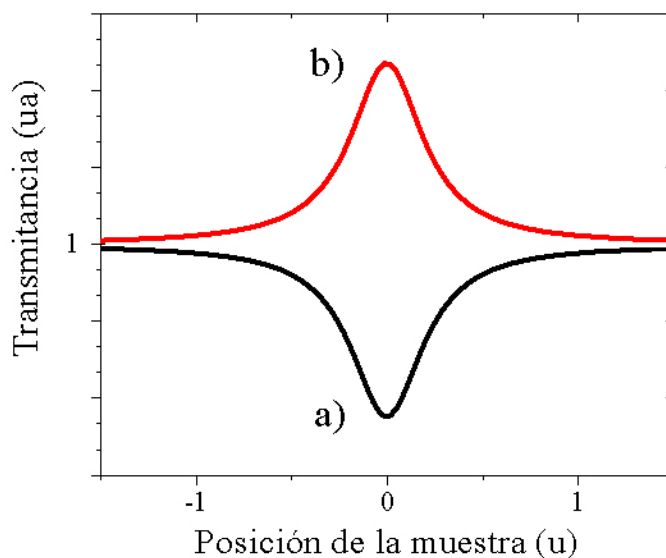 b)
Transmitancia (ua)
1
a)
-1 0 1
Posición de la muestra (u)